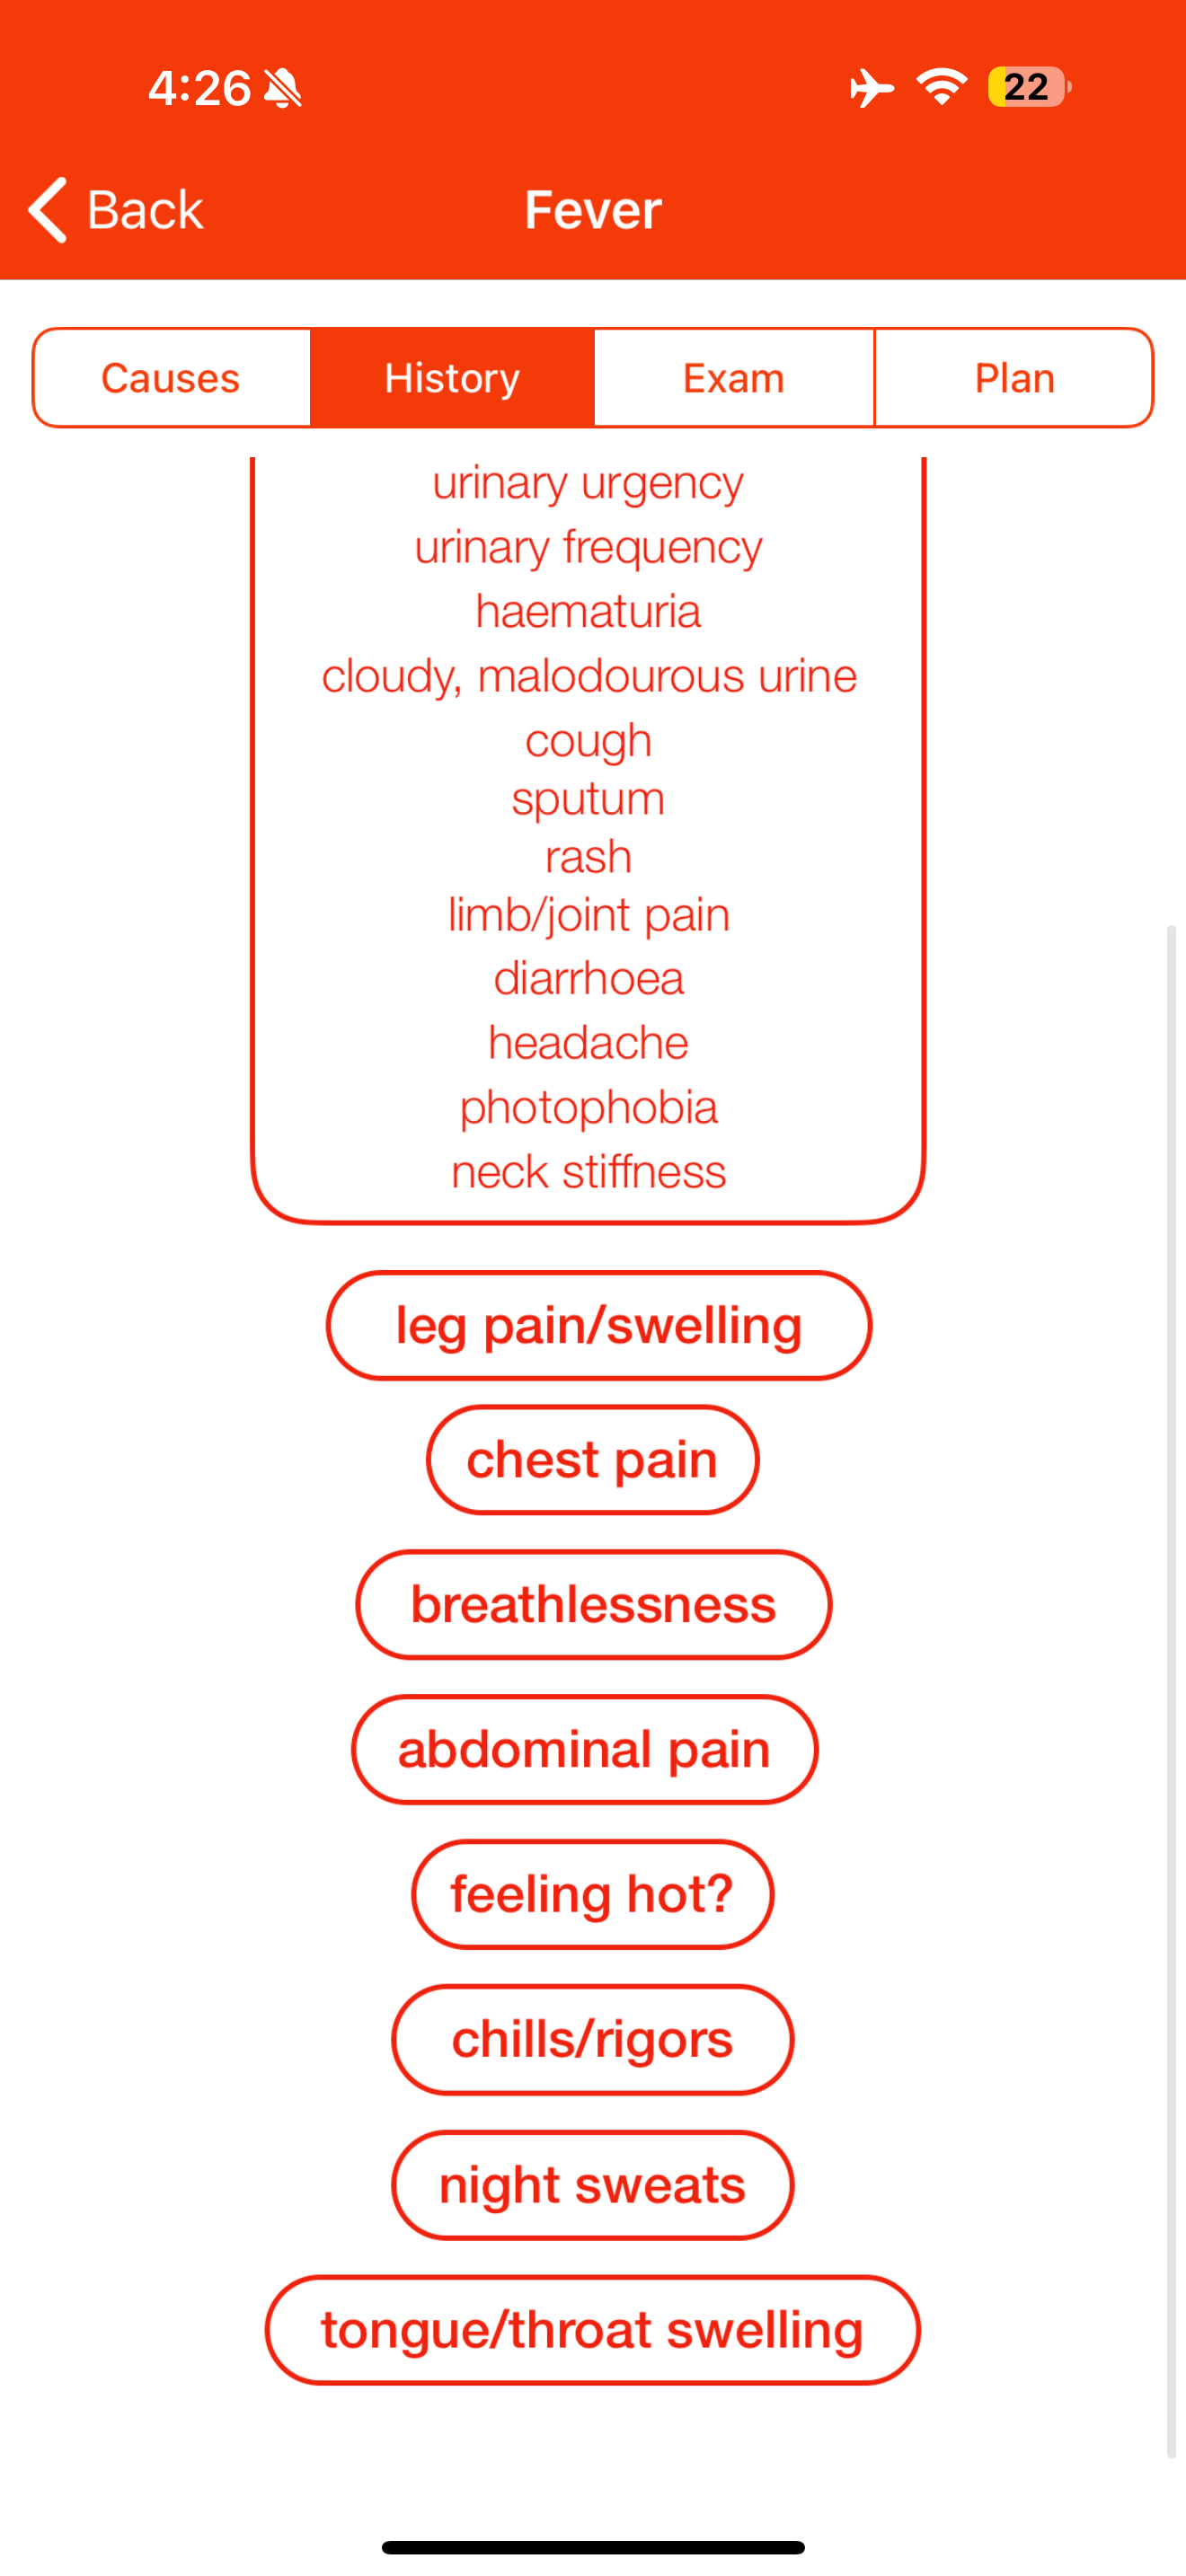 4:26
22
Back
Fever
Causes
History
Exam
Plan
urinary urgency
urinary frequency
haematuria
cloudy, malodourous urine
cough
sputum
rash
limb/joint pain
diarrhoea
headache
photophobia
neck stiffness
leg pain/swelling
chest pain
breathlessness
abdominal pain
feeling hot?
chills/rigors
night sweats
tongue/throat swelling